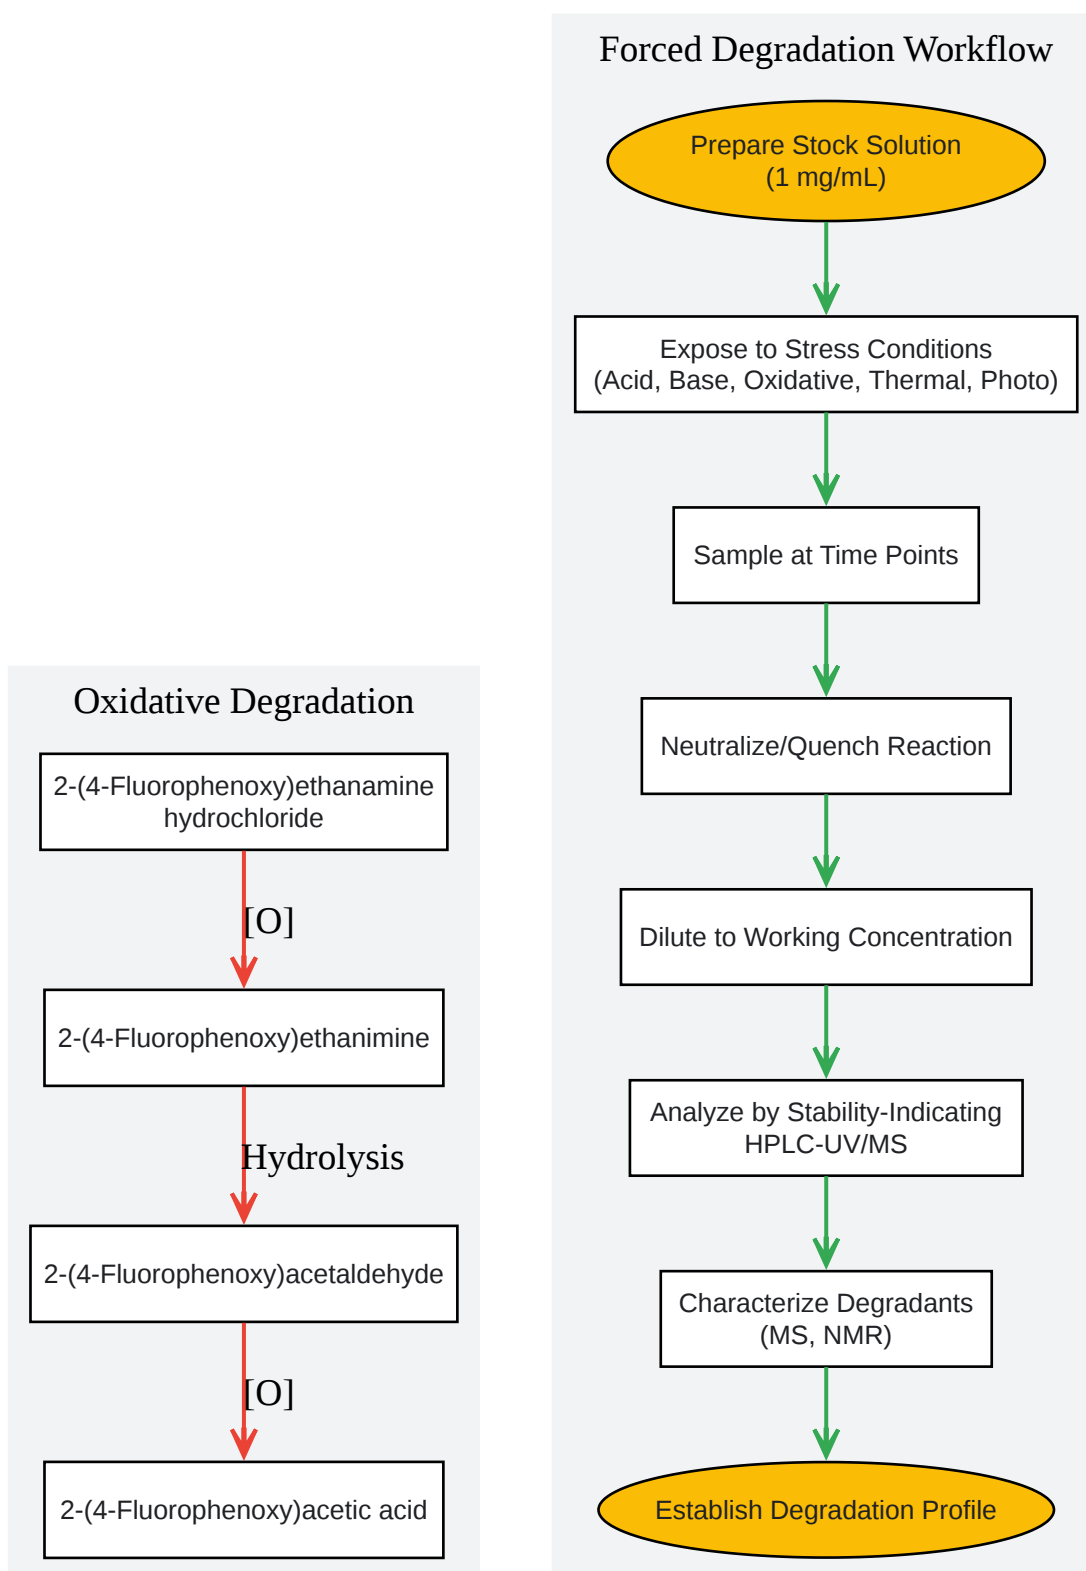 Oxidative Degradation
2-(4-Fluorophenoxy)ethanamine
hydrochloride
[O]
2-(4-Fluorophenoxy)ethanimine
Hydrolysis
2-(4-Fluorophenoxy)acetaldehyde
[O]
2-(4-Fluorophenoxy)acetic acid
Forced Degradation Workflow
Prepare Stock Solution
(1 mg/mL)
Expose to Stress Conditions
(Acid, Base, Oxidative, Thermal, Photo)
Sample at Time Points
Neutralize/Quench Reaction
Dilute to Working Concentration
Analyze by Stability-Indicating
HPLC-UV/MS
Characterize Degradants
(MS, NMR)
Establish Degradation Profile